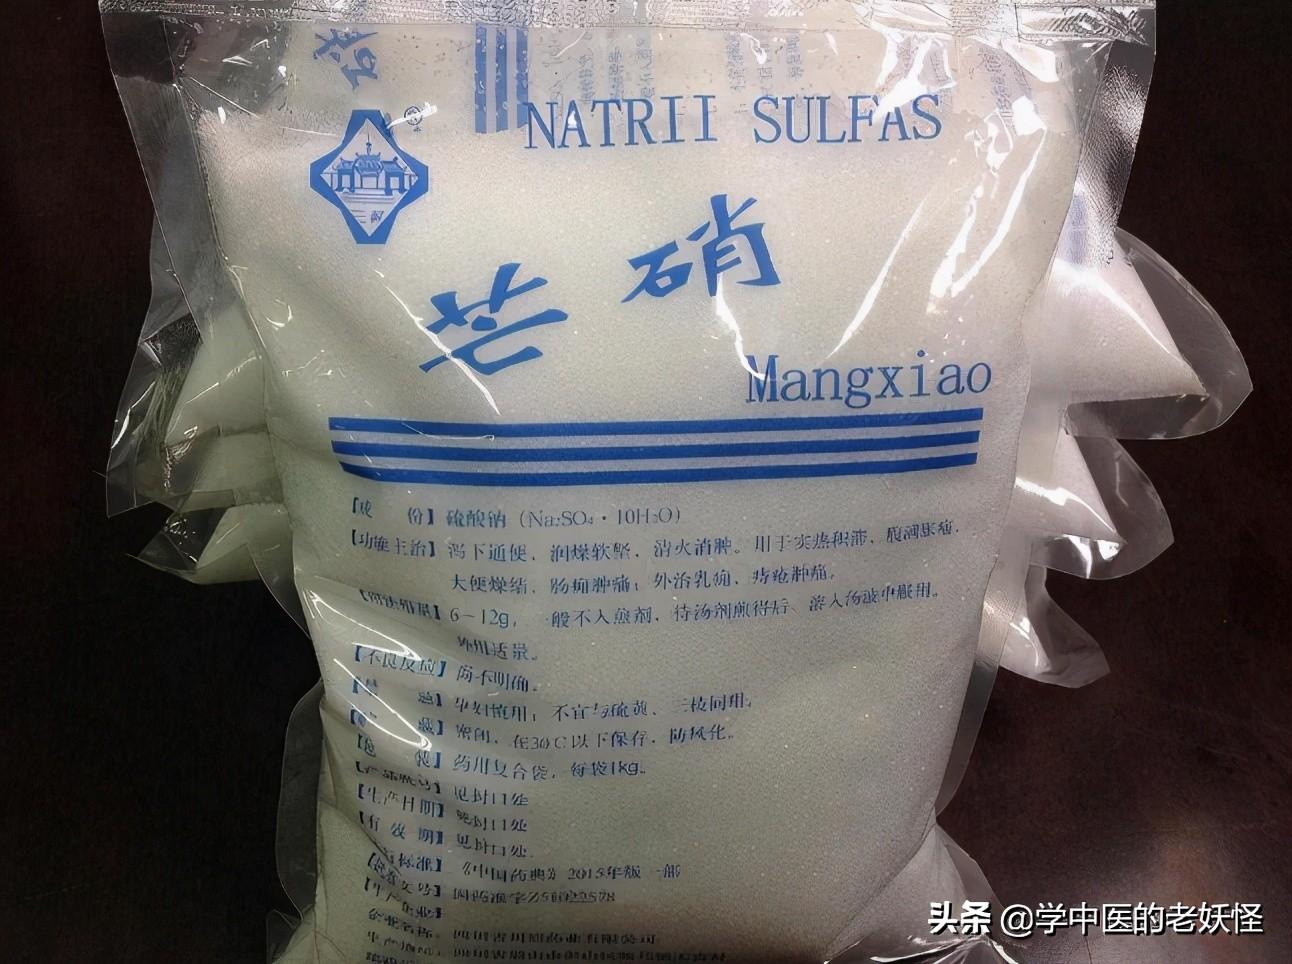 NATRII SULFAS
芒硝
Mangxiao
【成 份】硫酸钠（Na₂SO₄·10H₂O）
【功能主治】泻下通便，润燥软坚，清火消肿。用于实热积滞，腹满胀痛，
大便燥结，肠痈肿痛；外治乳痈，痔疮肿痛。
6－12g，一般不入煎剂，待汤剂煎得后，溶入汤液中服用。
外用适量。
【不良反应】尚不明确。
孕妇慎用；不宜与硫黄、三棱同用。
密闭，在30℃以下保存，防风化。
药用复合袋，每袋1kg。
见封口处
【生产日期】见封口处
【有效期】见封口处
《中国药典》2015年版一部
头条 @学中医的老妖怪